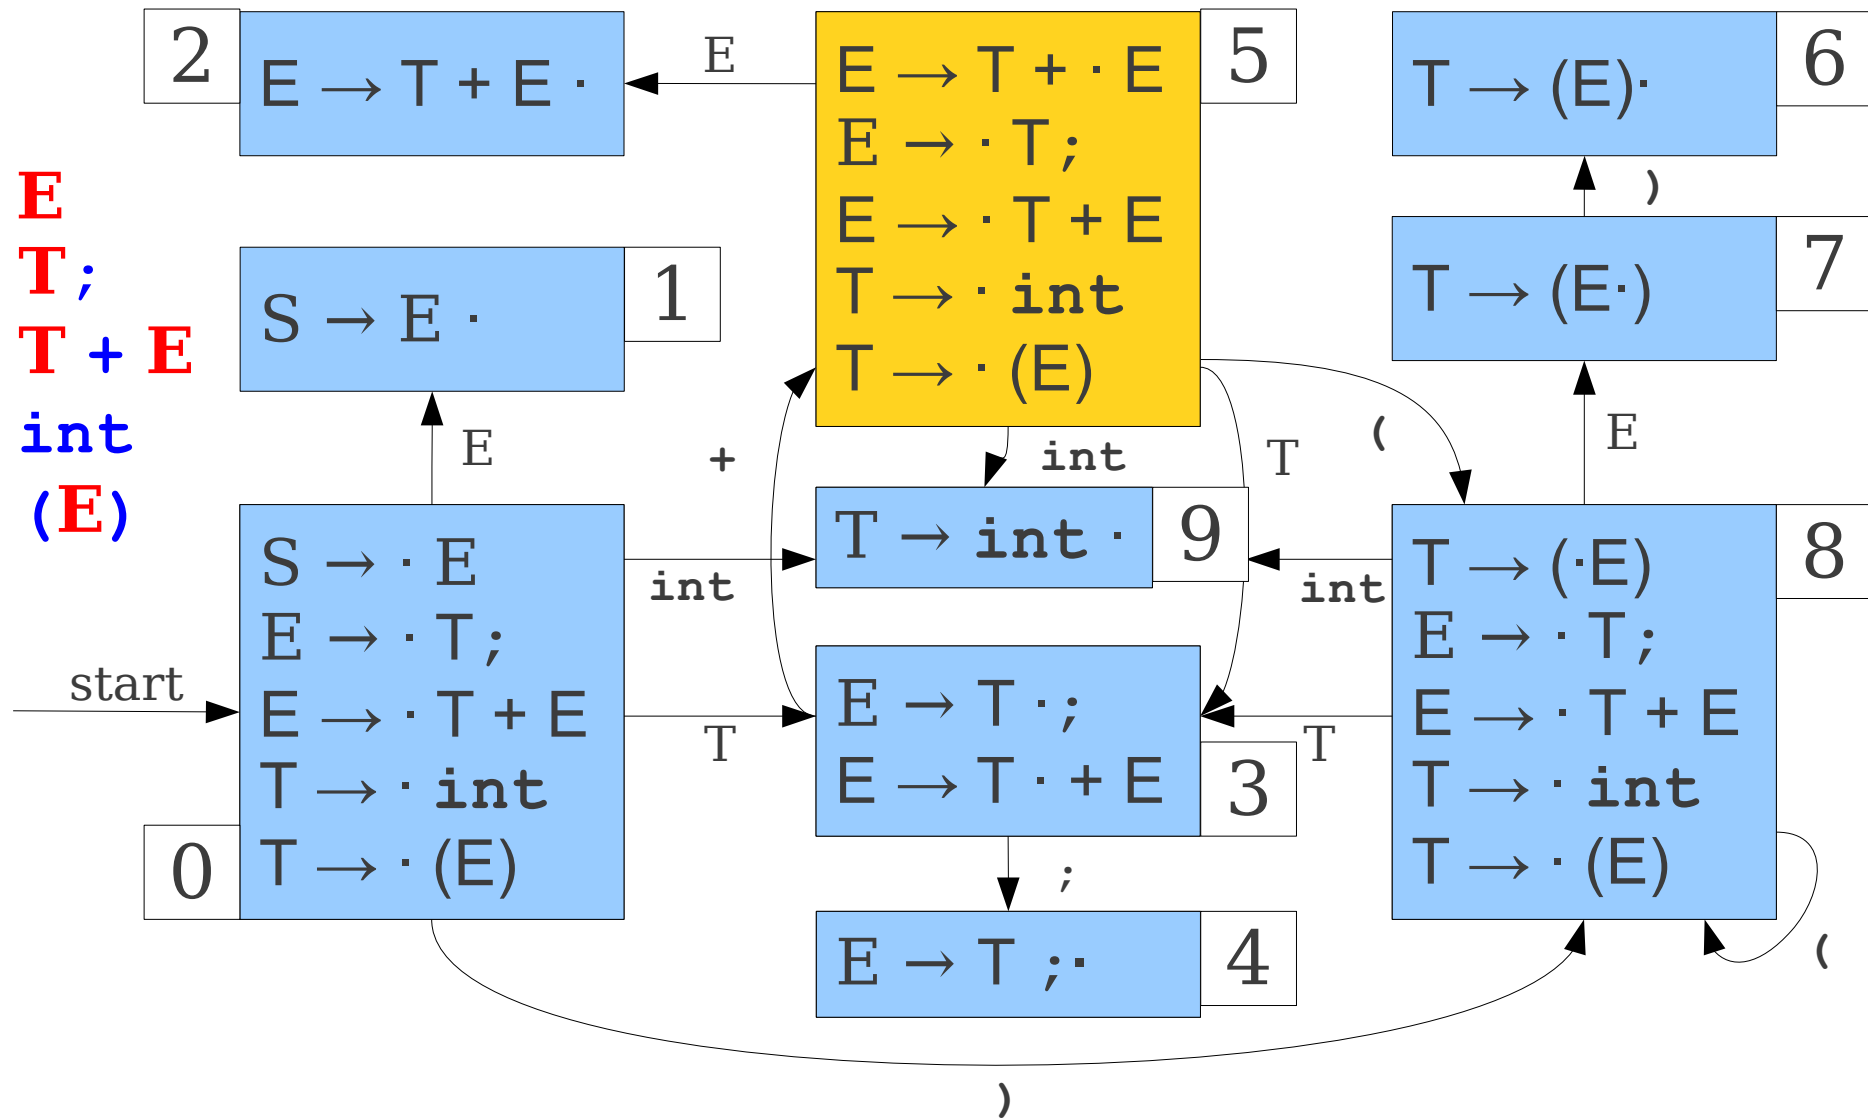 E
T ;
T + E
int
(E)
2
E → T + E ·
E
5
E → T + · E
E → · T ;
E → · T + E
T → · int
T → · (E)
6
T → (E)·
)
7
T → (E·)
1
S → E ·
E
+
int
T
(
E
9
T → int ·
0
S → · E
E → · T ;
E → · T + E
T → · int
T → · (E)
start
int
T
int
T
3
E → T · ;
E → T · + E
;
4
E → T ; ·
8
T → (·E)
E → · T ;
E → · T + E
T → · int
T → · (E)
(
)